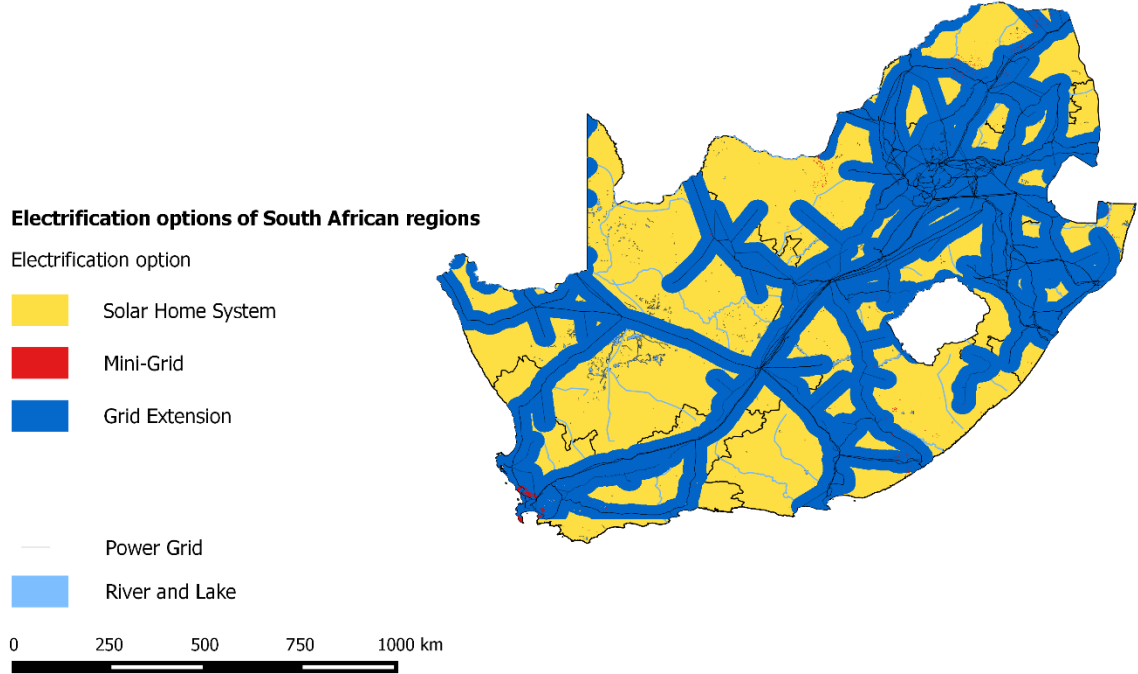 Electrification options of South African regions
Electrification option
Solar Home System
Mini-Grid
Grid Extension
Power Grid
River and Lake
0 250 500 750 1000 km